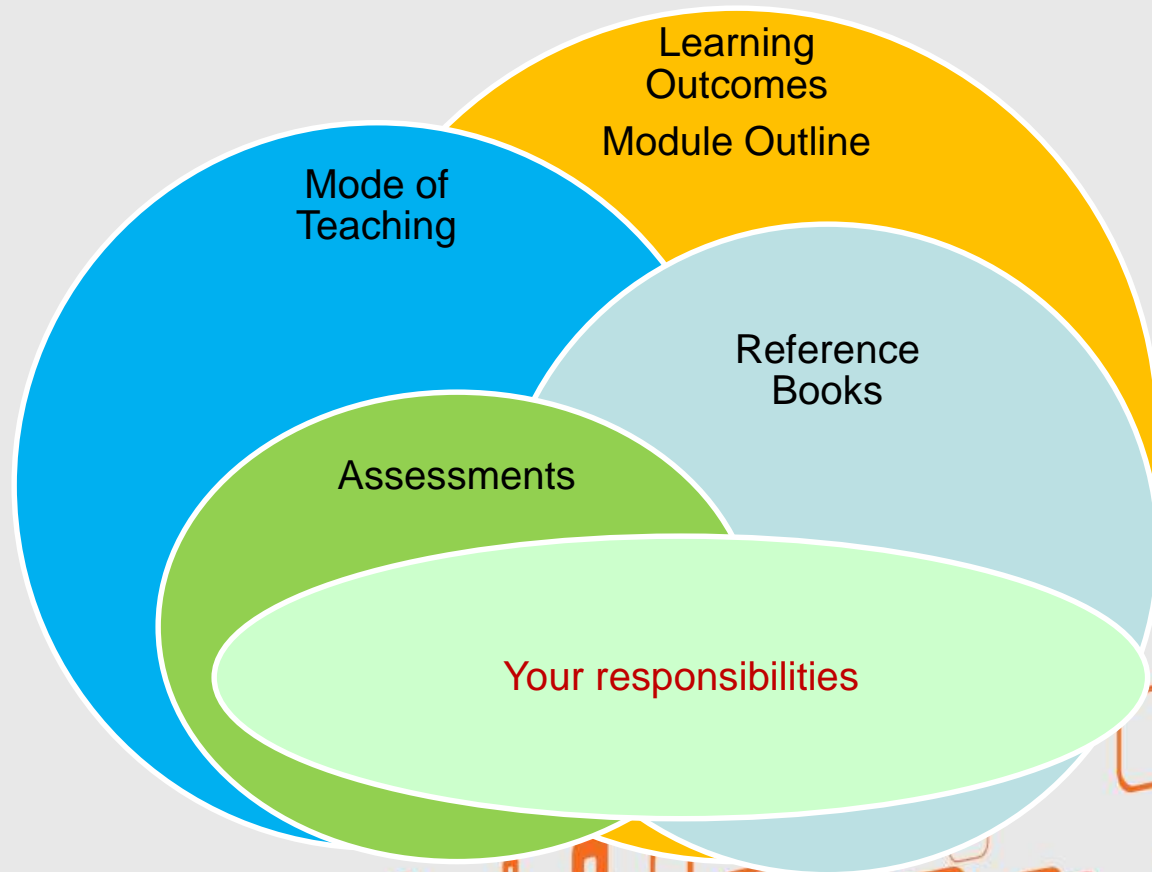 Learning
Outcomes
Module Outline
Mode of
Teaching
Reference
Books
Assessments
Your responsibilities